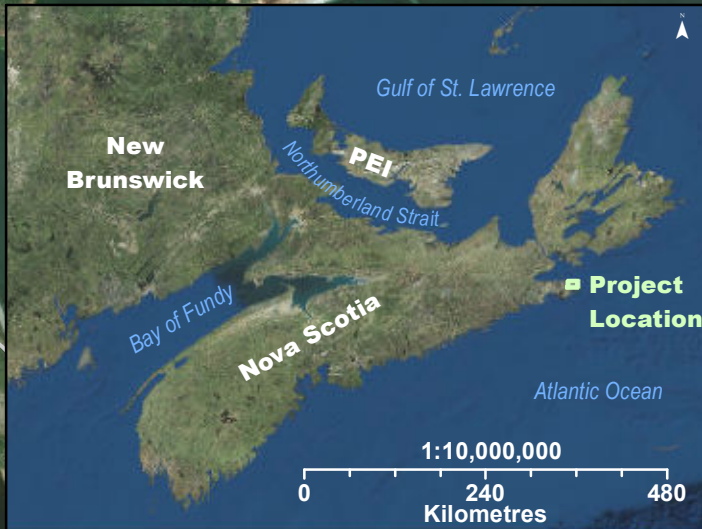 N
Gulf of St. Lawrence
New
Brunswick
PEI
Northumberland Strait
Project
Location
Bay of Fundy
Nova Scotia
Atlantic Ocean
1:10,000,000
0 240 480
Kilometres